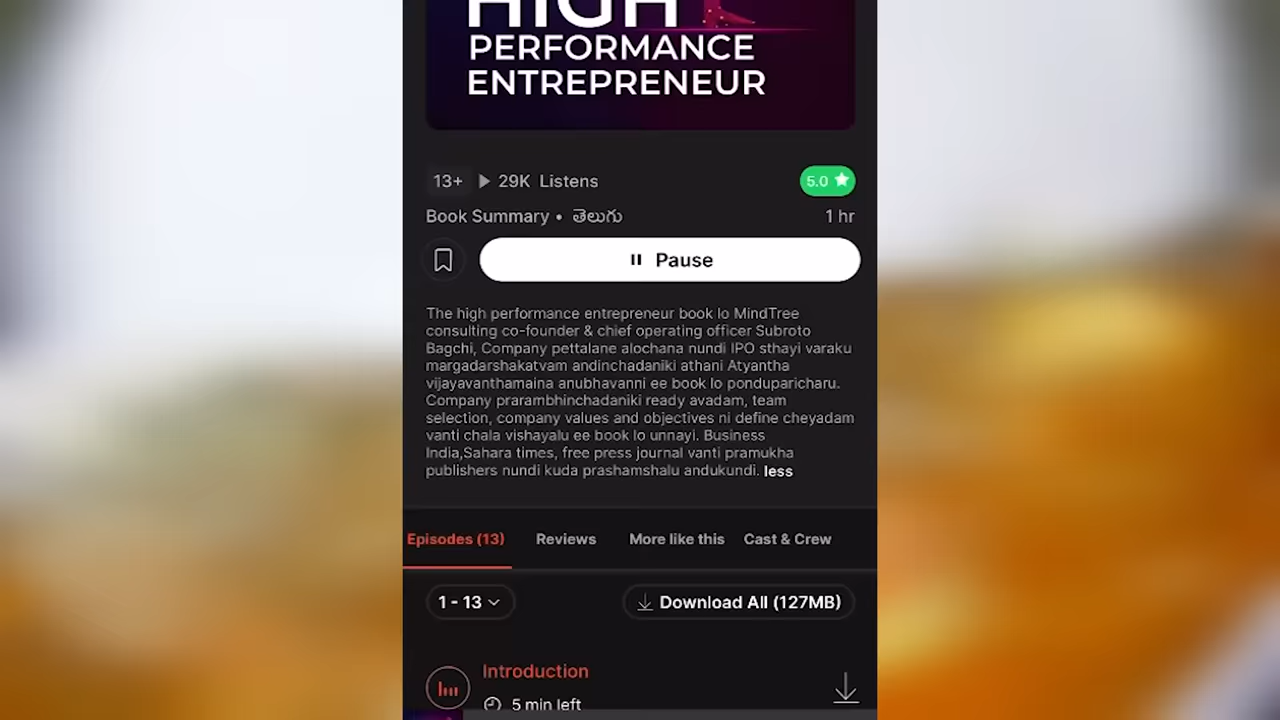 HIGH
PERFORMANCE
ENTREPRENEUR
13+ 29K Listens 5.0
Book Summary • తెలుగు 1 hr
Pause
The high performance entrepreneur book lo MindTree
consulting co-founder & chief operating officer Subroto
Bagchi, Company pettalane alochana nundi IPO sthayi varaku
margadarshakatvam andinchadaniki athani Atyantha
vijayavanthamaina anubhavanni ee book lo ponduparicharu.
Company prarambhinchadaniki ready avadam, team
selection, company values and objectives ni define cheyadam
vanti chala vishayalu ee book lo unnayi. Business
India,Sahara times, free press journal vanti pramukha
publishers nundi kuda prashamshalu andukundi. less
Episodes (13) Reviews More like this Cast & Crew
1 - 13 Download All (127MB)
Introduction
5 min left